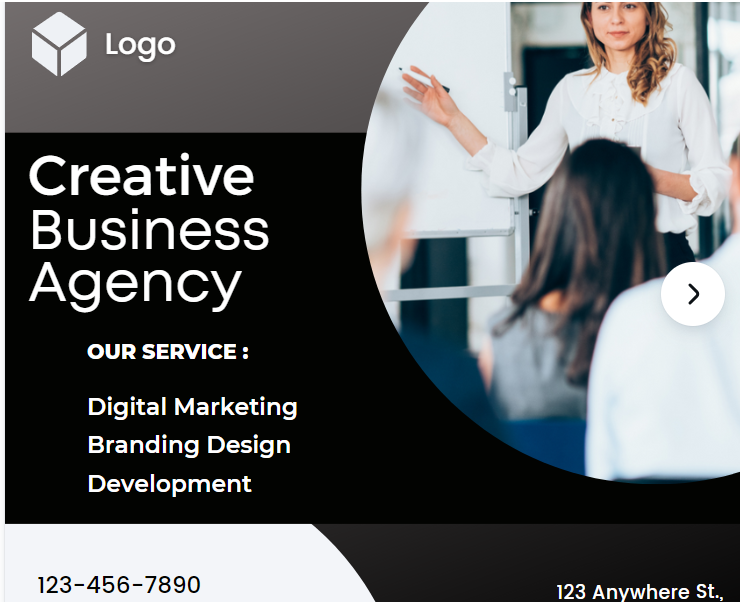 Logo
Creative
Business
Agency
OUR SERVICE :
Digital Marketing
Branding Design
Development
123-456-7890
123 Anywhere St.,